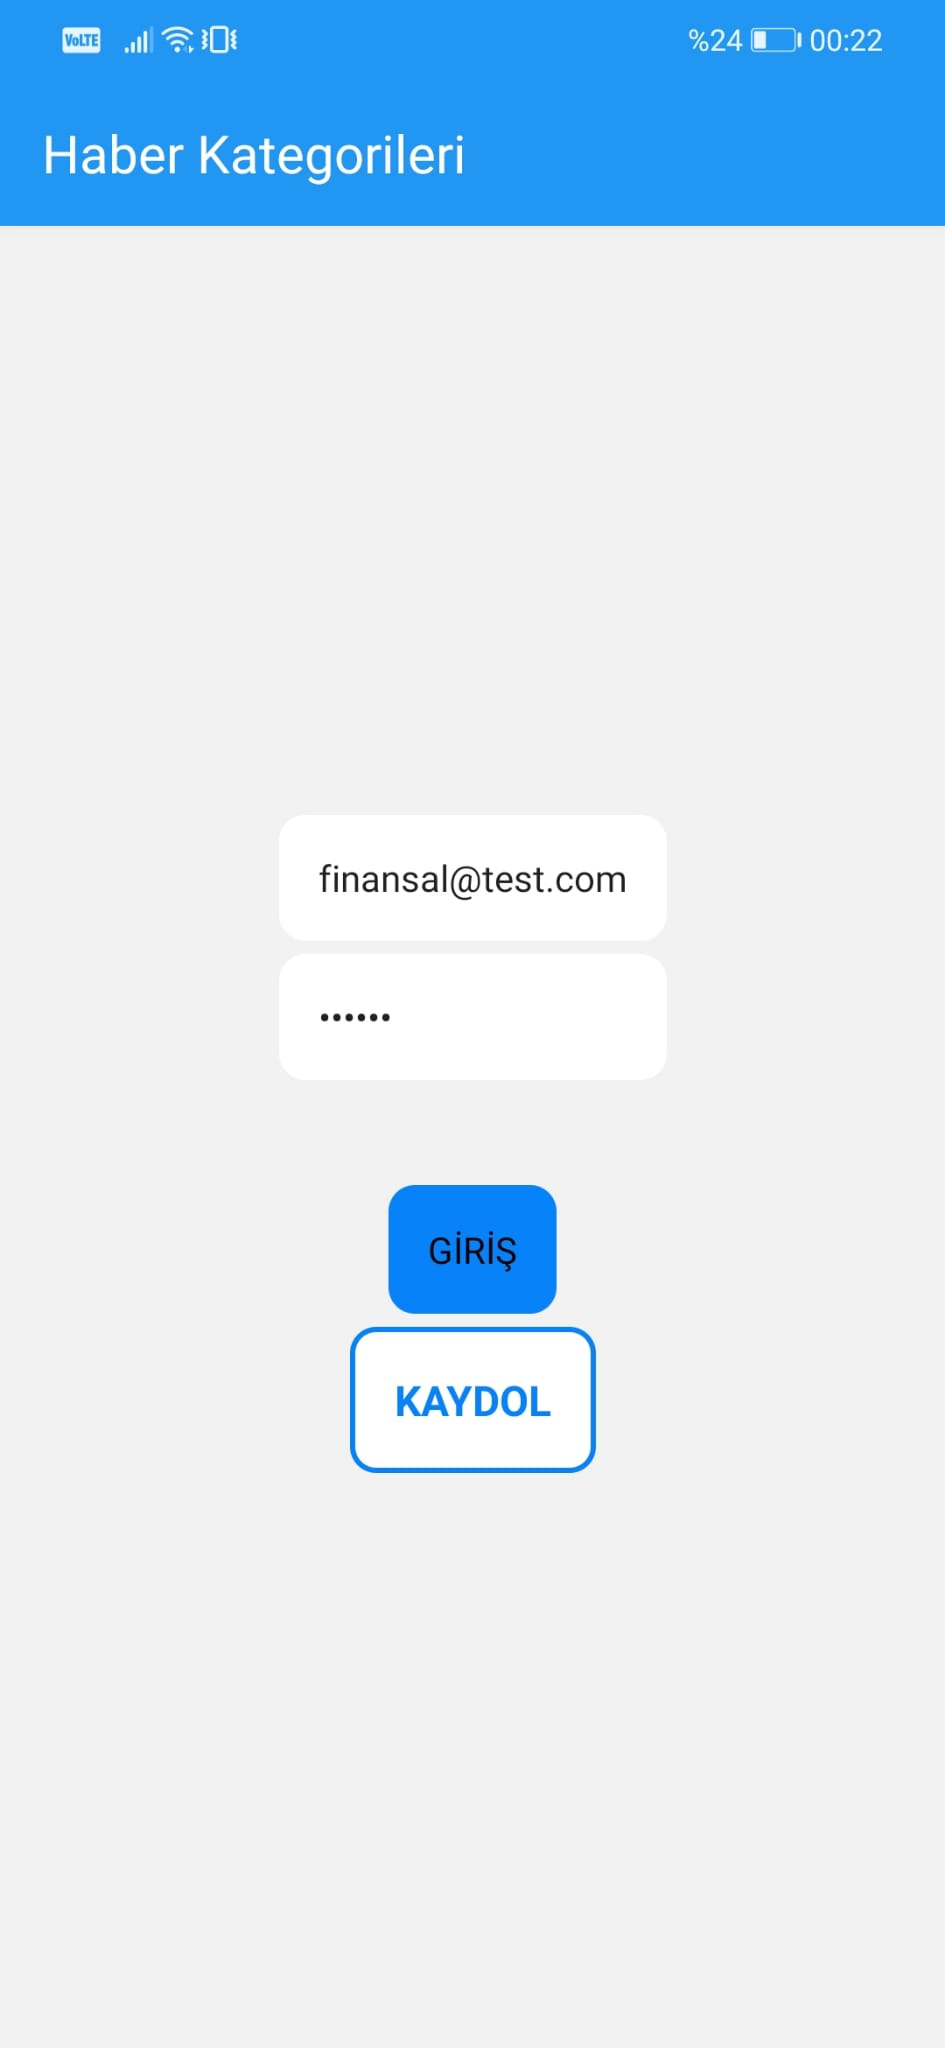 VoLTE %24 00:22
Haber Kategorileri
finansal@test.com
••••••
GİRİŞ
KAYDOL